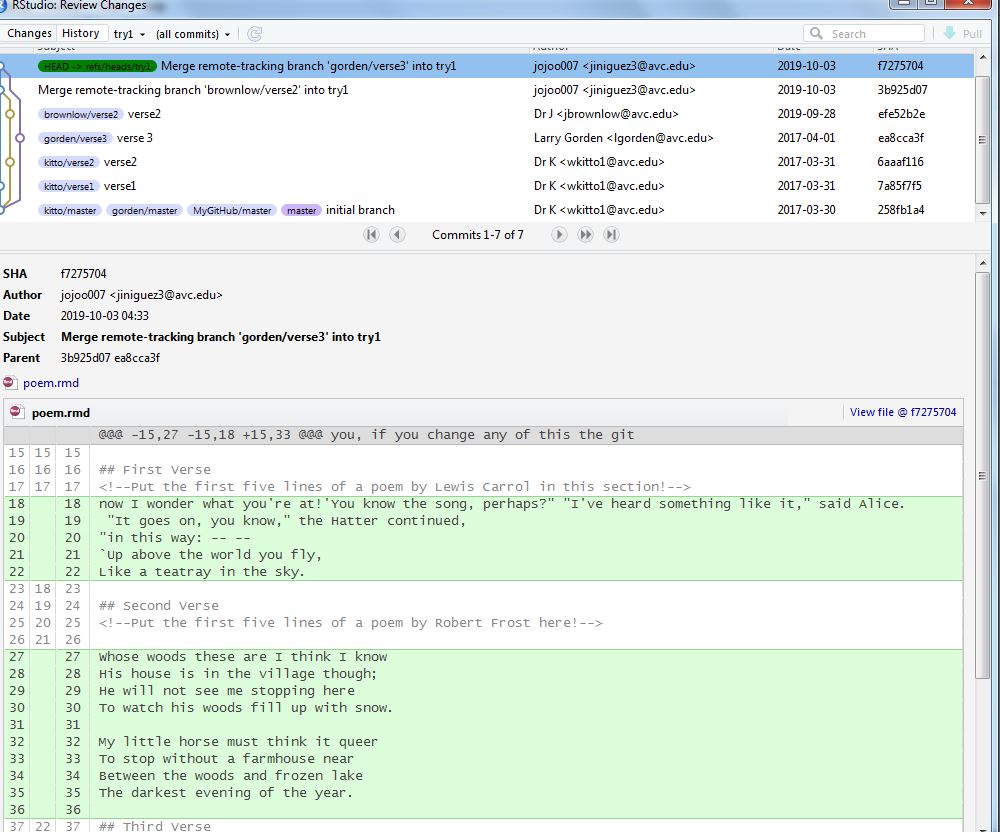 RStudio: Review Changes
Changes History try1 (all commits) Search Pull
Subject Author Date SHA
HEAD -> refs/heads/try1 Merge remote-tracking branch 'gorden/verse3' into try1 jojoo007 <jiniguez3@avc.edu> 2019-10-03 f7275704
Merge remote-tracking branch 'brownlow/verse2' into try1 jojoo007 <jiniguez3@avc.edu> 2019-10-03 3b925d07
brownlow/verse2 verse2 Dr J <jbrownlow@avc.edu> 2019-09-28 efe52b2e
gorden/verse3 verse 3 Larry Gorden <lgorden@avc.edu> 2017-04-01 ea8cca3f
kitto/verse2 verse2 Dr K <wkitto1@avc.edu> 2017-03-31 6aaaf116
kitto/verse1 verse1 Dr K <wkitto1@avc.edu> 2017-03-31 7a85f7f5
kitto/master gorden/master MyGitHub/master master initial branch Dr K <wkitto1@avc.edu> 2017-03-30 258fb1a4
Commits 1-7 of 7
SHA f7275704
Author jojoo007 <jiniguez3@avc.edu>
Date 2019-10-03 04:33
Subject Merge remote-tracking branch 'gorden/verse3' into try1
Parent 3b925d07 ea8cca3f
poem.rmd
poem.rmd View file @ f7275704
@@@ -15,27 -15,18 +15,33 @@@ you, if you change any of this the git
15 15 15
16 16 16 ## First Verse
17 17 17 <!--Put the first five lines of a poem by Lewis Carrol in this section!-->
18 18 now I wonder what you're at!'You know the song, perhaps?" "I've heard something like it," said Alice.
19 19 "It goes on, you know," the Hatter continued,
20 20 "in this way: -- --
21 21 `Up above the world you fly,
22 22 Like a teatray in the sky.
23 18 23
24 19 24 ## Second Verse
25 20 25 <!--Put the first five lines of a poem by Robert Frost here!-->
26 21 26
27 27 Whose woods these are I think I know
28 28 His house is in the village though;
29 29 He will not see me stopping here
30 30 To watch his woods fill up with snow.
31 31
32 32 My little horse must think it queer
33 33 To stop without a farmhouse near
34 34 Between the woods and frozen lake
35 35 The darkest evening of the year.
36 36
37 22 37 ## Third Verse